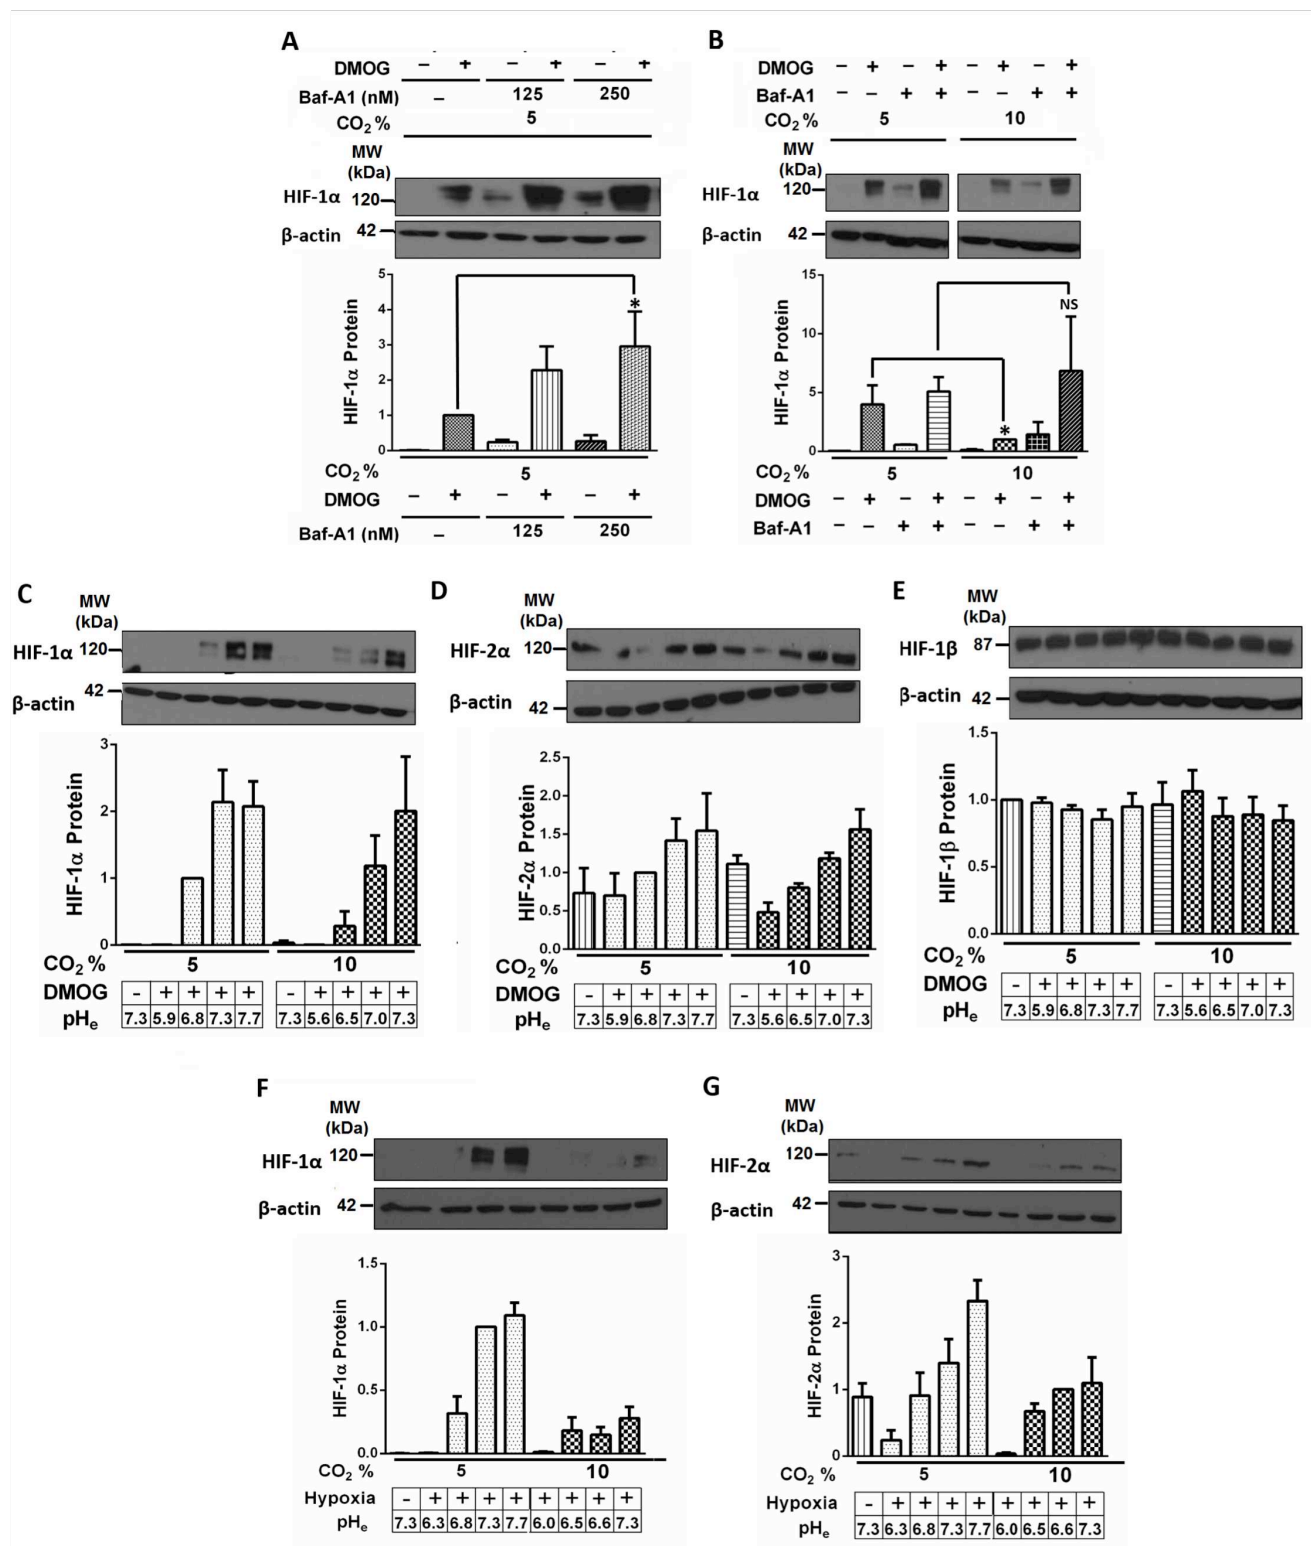 A
DMOG – + – + – +
Baf-A1 (nM) – 125 250
CO2 % 5
MW
(kDa)
HIF-1α 120
β-actin 42
HIF-1α Protein
5
4
3
2
1
0
*
CO2 % 5
DMOG – + – + – +
Baf-A1 (nM) – 125 250
B
DMOG – + – + – + – +
Baf-A1 – – + + – – + +
CO2 % 5 10
MW
(kDa)
HIF-1α 120
β-actin 42
HIF-1α Protein
15
10
5
0
*
NS
CO2 % 5 10
DMOG – + – + – + – +
Baf-A1 – – + + – – + +
C
MW
(kDa)
HIF-1α 120
β-actin 42
HIF-1α Protein
3
2
1
0
CO2 % 5 10
DMOG - + + + + - + + + +
pHe 7.3 5.9 6.8 7.3 7.7 7.3 5.6 6.5 7.0 7.3
D
MW
(kDa)
HIF-2α 120
β-actin 42
HIF-2α Protein
2.5
2.0
1.5
1.0
0.5
0.0
CO2 % 5 10
DMOG - + + + + - + + + +
pHe 7.3 5.9 6.8 7.3 7.7 7.3 5.6 6.5 7.0 7.3
E
MW
(kDa)
HIF-1β 87
β-actin 42
HIF-1β Protein
1.5
1.0
0.5
0.0
CO2 % 5 10
DMOG - + + + + - + + + +
pHe 7.3 5.9 6.8 7.3 7.7 7.3 5.6 6.5 7.0 7.3
F
MW
(kDa)
HIF-1α 120
β-actin 42
HIF-1α Protein
1.5
1.0
0.5
0.0
CO2 % 5 10
Hypoxia - + + + + + + + +
pHe 7.3 6.3 6.8 7.3 7.7 6.0 6.5 6.6 7.3
G
MW
(kDa)
HIF-2α 120
β-actin 42
HIF-2α Protein
3
2
1
0
CO2 % 5 10
Hypoxia - + + + + + + + +
pHe 7.3 6.3 6.8 7.3 7.7 6.0 6.5 6.6 7.3